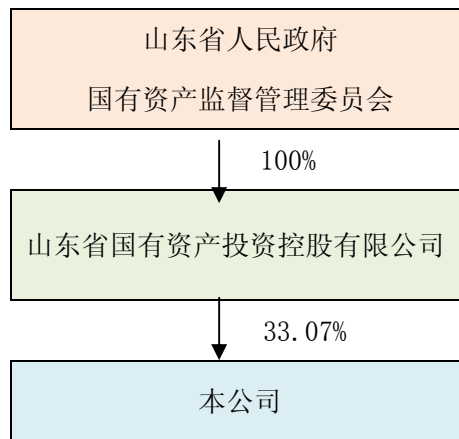 山东省人民政府
国有资产监督管理委员会
100%
山东省国有资产投资控股有限公司
33.07%
本公司